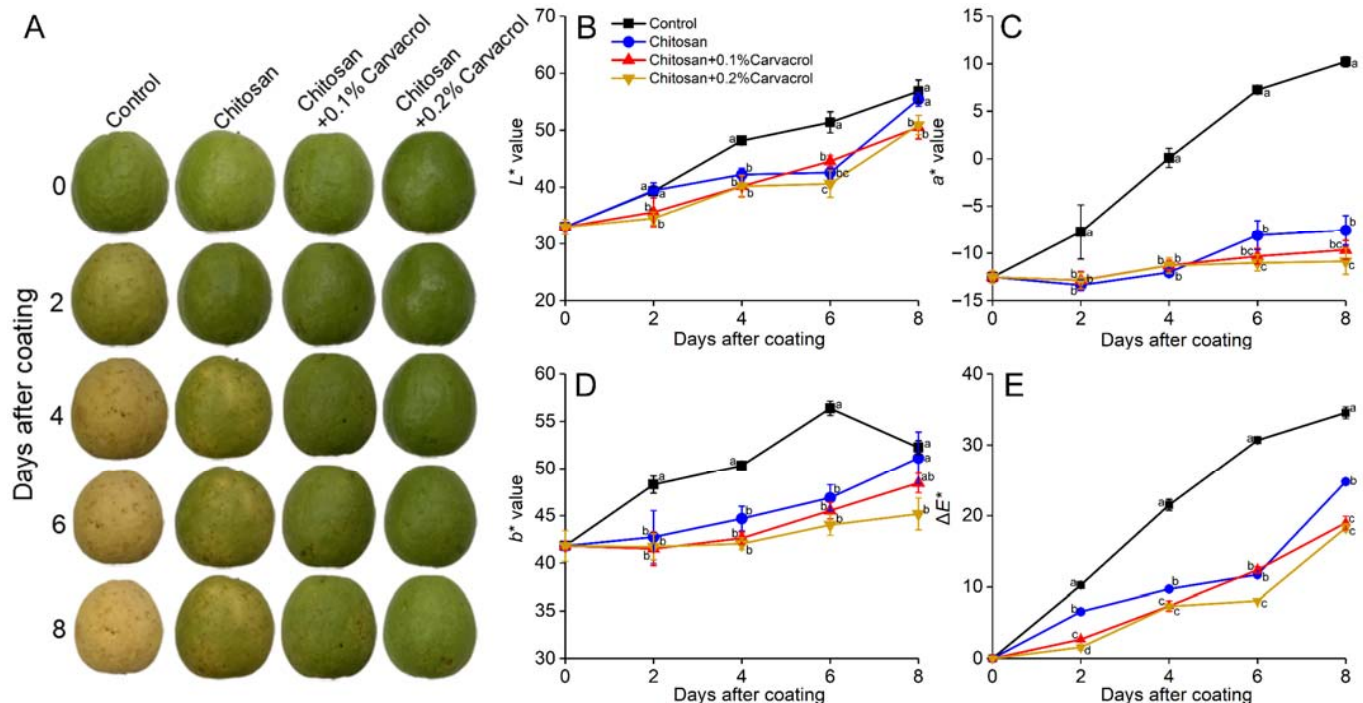 A
Control
Chitosan
Chitosan
+0.1% Carvacrol
Chitosan
+0.2% Carvacrol
Days after coating
0
2
4
6
8
B
Control
Chitosan
Chitosan+0.1%Carvacrol
Chitosan+0.2%Carvacrol
L* value
70
60
50
40
30
20
a a b b
a b b b
a b bc c
a a b b
0 2 4 6 8
Days after coating
C
a* value
15
10
5
0
−5
−10
−15
a b b b
a b b b
a b bc c
a b bc c
0 2 4 6 8
Days after coating
D
b* value
60
55
50
45
40
35
30
a b b b
a b b b
a b b b
a a ab b
0 2 4 6 8
Days after coating
E
ΔE*
40
30
20
10
0
a b c d
a b c c
a b b c
a b c c
0 2 4 6 8
Days after coating